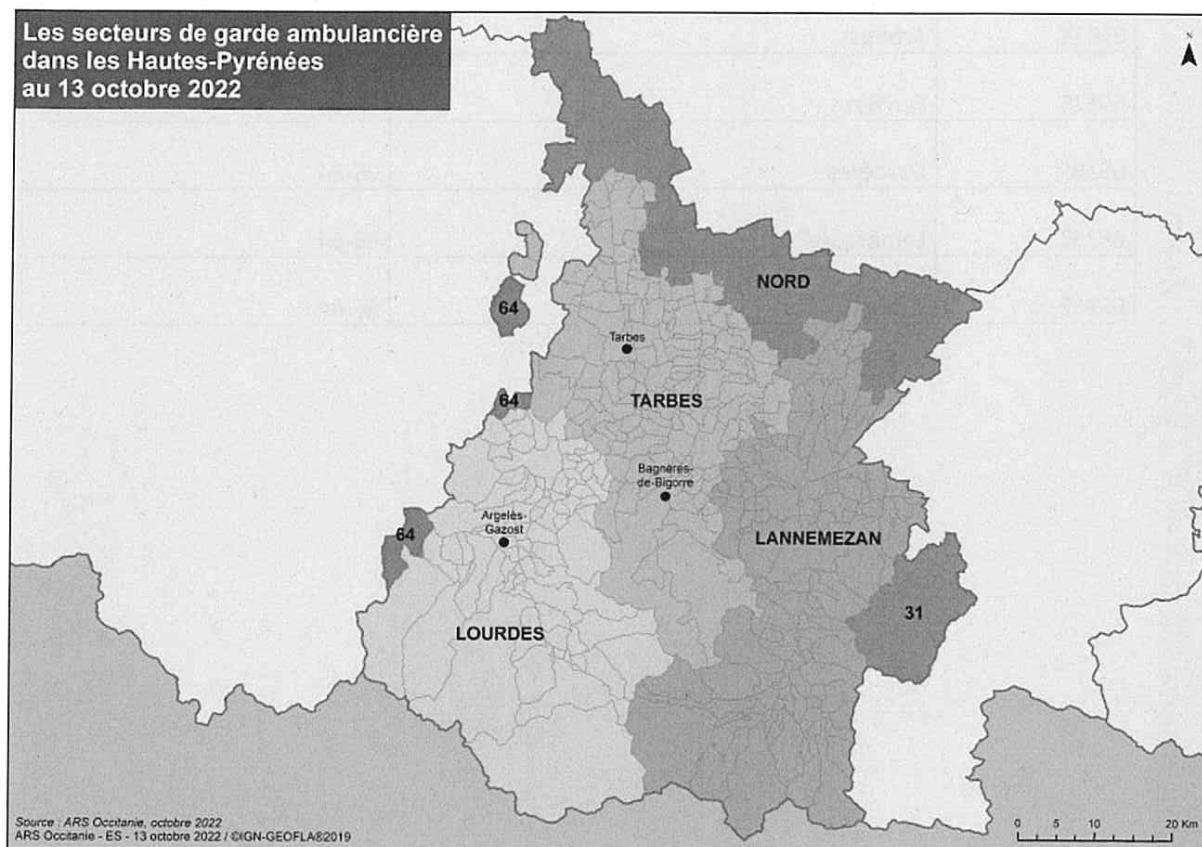 Les secteurs de garde ambulancière
dans les Hautes-Pyrénées
au 13 octobre 2022
N
NORD
64
Tarbes
64
TARBES
Bagnères-
de-Bigorre
Argelès-
Gazost
64
LANNEMEZAN
31
LOURDES
Source : ARS Occitanie, octobre 2022
ARS Occitanie - ES - 13 octobre 2022 / ©IGN-GEOFLA®2019
0 5 10 20 Km